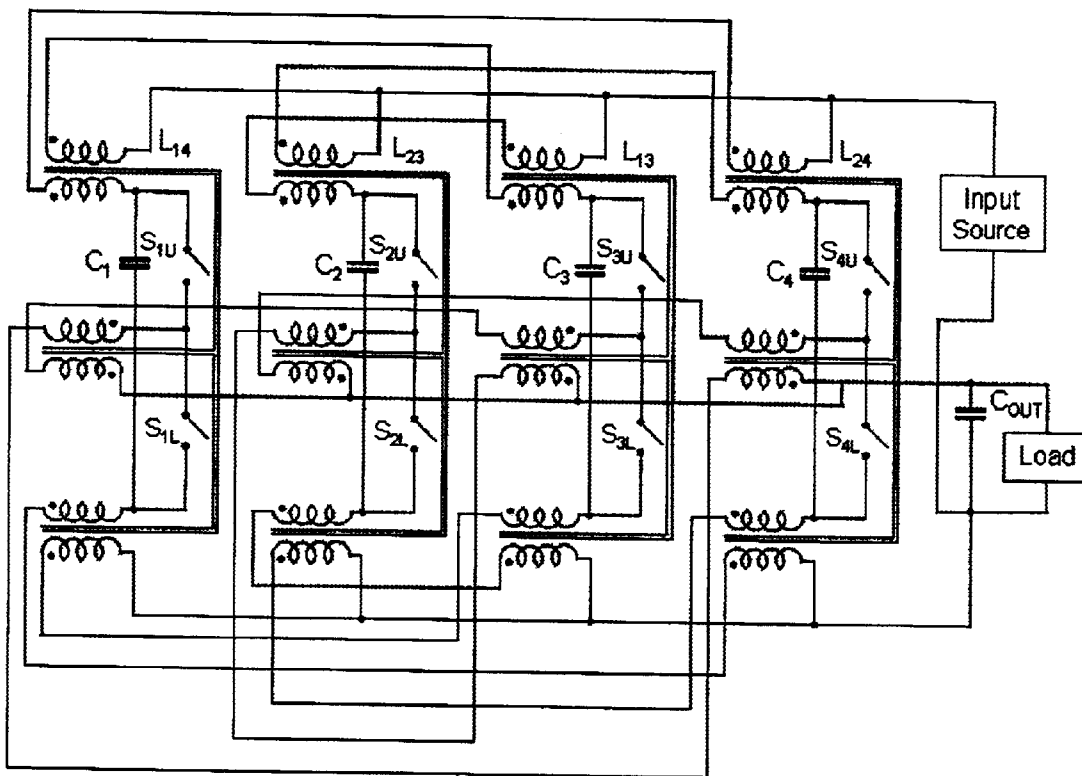 L14
L23
L13
L24
Input
Source
S1U
S2U
S3U
S4U
C1
C2
C3
C4
COUT
S1L
S2L
S3L
S4L
Load